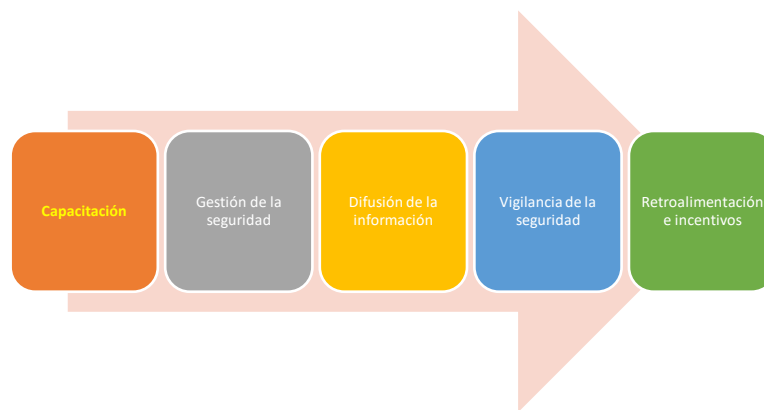 Capacitación
Gestión de la
seguridad
Difusión de la
información
Vigilancia de la
seguridad
Retroalimentación
e incentivos